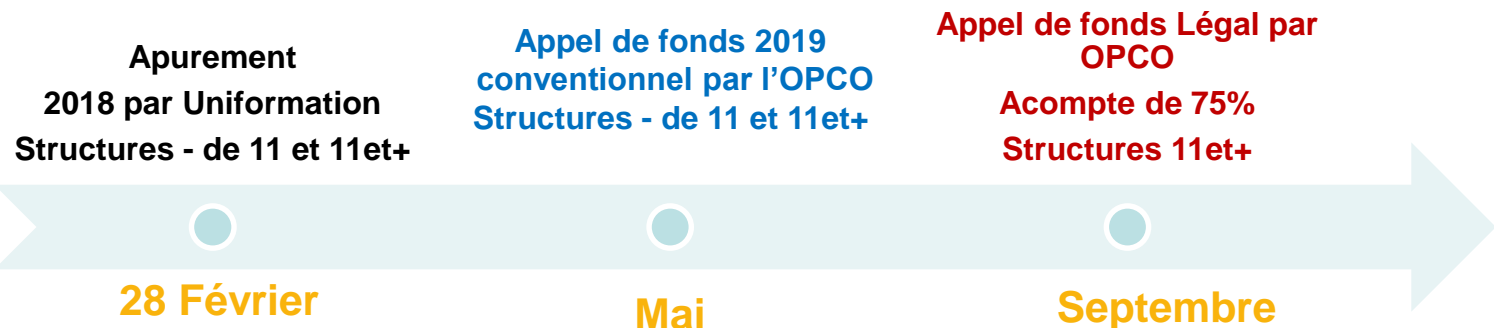 Apurement
2018 par Uniformation
Structures - de 11 et 11et+
Appel de fonds 2019
conventionnel par l’OPCO
Structures - de 11 et 11et+
Appel de fonds Légal par
OPCO
Acompte de 75%
Structures 11et+
28 Février
Mai
Septembre